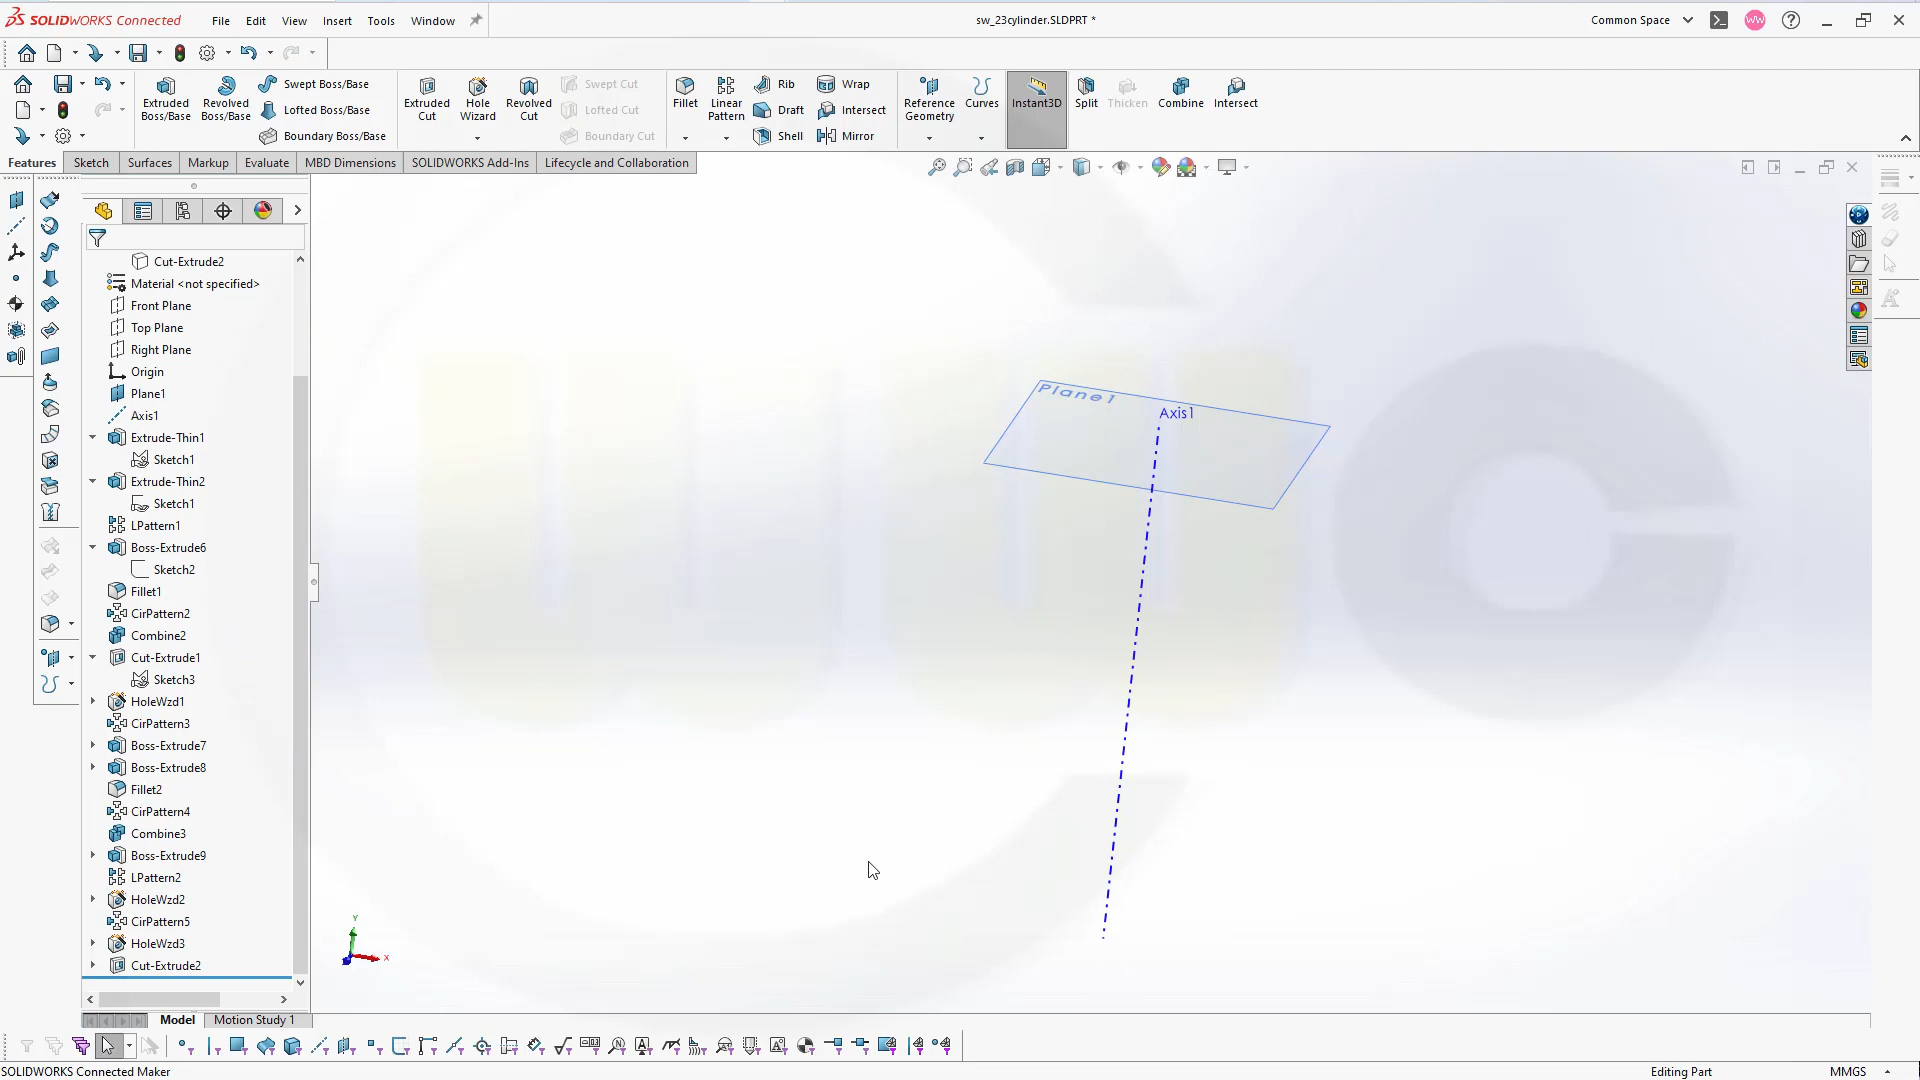 SOLIDWORKS Connected
File
Edit
View
Insert
Tools
Window
sw_23cylinder.SLDPRT *
Common Space
WW
Extruded Boss/Base
Revolved Boss/Base
Swept Boss/Base
Lofted Boss/Base
Boundary Boss/Base
Extruded Cut
Hole Wizard
Revolved Cut
Swept Cut
Lofted Cut
Boundary Cut
Fillet
Linear Pattern
Rib
Draft
Shell
Wrap
Intersect
Mirror
Reference Geometry
Curves
Instant3D
Split
Thicken
Combine
Intersect
Features
Sketch
Surfaces
Markup
Evaluate
MBD Dimensions
SOLIDWORKS Add-Ins
Lifecycle and Collaboration
Cut-Extrude2
Material <not specified>
Front Plane
Top Plane
Right Plane
Origin
Plane1
Axis1
Extrude-Thin1
Sketch1
Extrude-Thin2
Sketch1
LPattern1
Boss-Extrude6
Sketch2
Fillet1
CirPattern2
Combine2
Cut-Extrude1
Sketch3
HoleWzd1
CirPattern3
Boss-Extrude7
Boss-Extrude8
Fillet2
CirPattern4
Combine3
Boss-Extrude9
LPattern2
HoleWzd2
CirPattern5
HoleWzd3
Cut-Extrude2
Plane1
Axis1
Y
X
Model
Motion Study 1
SOLIDWORKS Connected Maker
Editing Part
MMGS